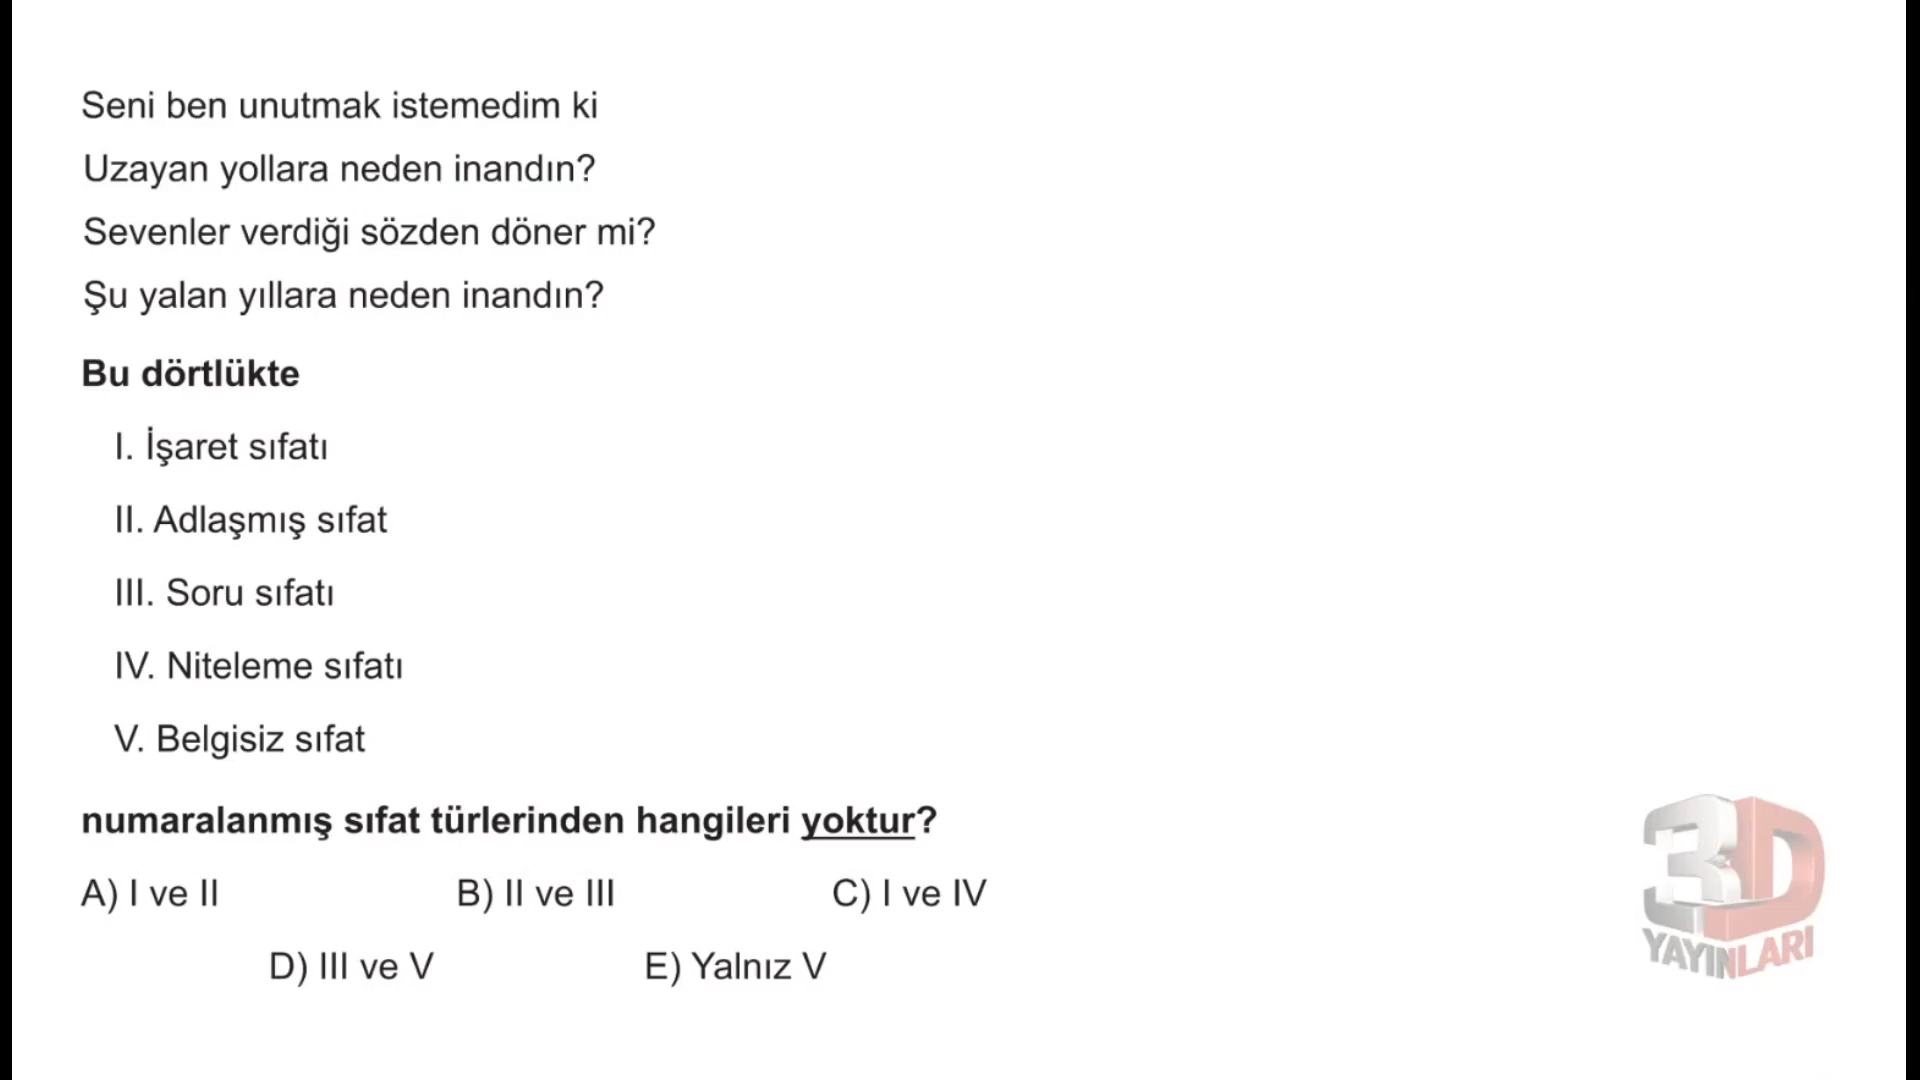 Seni ben unutmak istemedim ki
Uzayan yollara neden inandın?
Sevenler verdiği sözden döner mi?
Şu yalan yıllara neden inandın?
Bu dörtlükte
I. İşaret sıfatı
II. Adlaşmış sıfat
III. Soru sıfatı
IV. Niteleme sıfatı
V. Belgisiz sıfat
numaralanmış sıfat türlerinden hangileri yoktur?
A) I ve II B) II ve III C) I ve IV
D) III ve V E) Yalnız V
3D
YAYINLARI